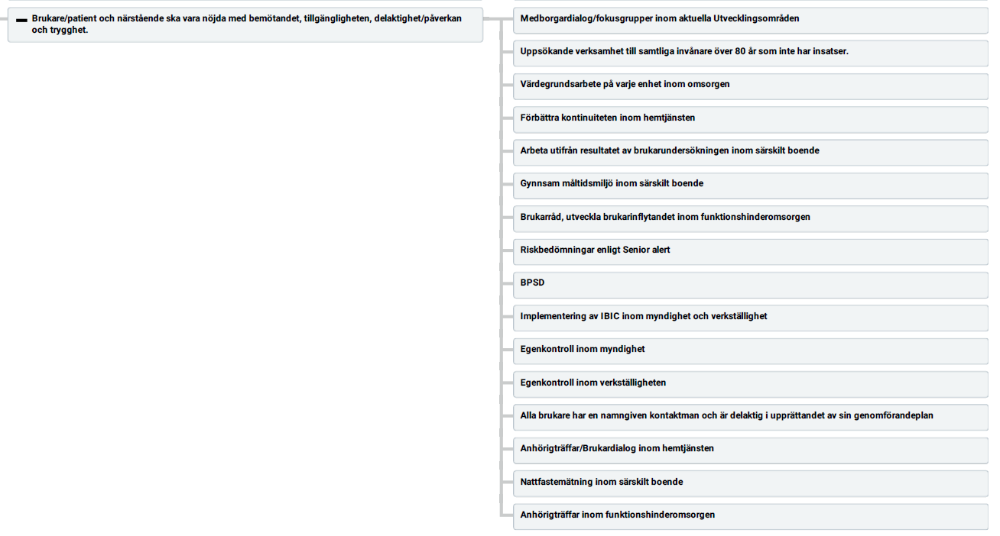 Brukare/patient och närstående ska vara nöjda med bemötandet, tillgängligheten, delaktighet/påverkan
och trygghet.
Medborgardialog/fokusgrupper inom aktuella Utvecklingsområden
Uppsökande verksamhet till samtliga invånare över 80 år som inte har insatser.
Värdegrundsarbete på varje enhet inom omsorgen
Förbättra kontinuiteten inom hemtjänsten
Arbeta utifrån resultatet av brukarundersökningen inom särskilt boende
Gynnsam måltidsmiljö inom särskilt boende
Brukarråd, utveckla brukarinflytandet inom funktionshinderomsorgen
Riskbedömningar enligt Senior alert
BPSD
Implementering av IBIC inom myndighet och verkställighet
Egenkontroll inom myndighet
Egenkontroll inom verkställigheten
Alla brukare har en namngiven kontaktman och är delaktig i upprättandet av sin genomförandeplan
Anhörigträffar/Brukardialog inom hemtjänsten
Nattfastemätning inom särskilt boende
Anhörigträffar inom funktionshinderomsorgen